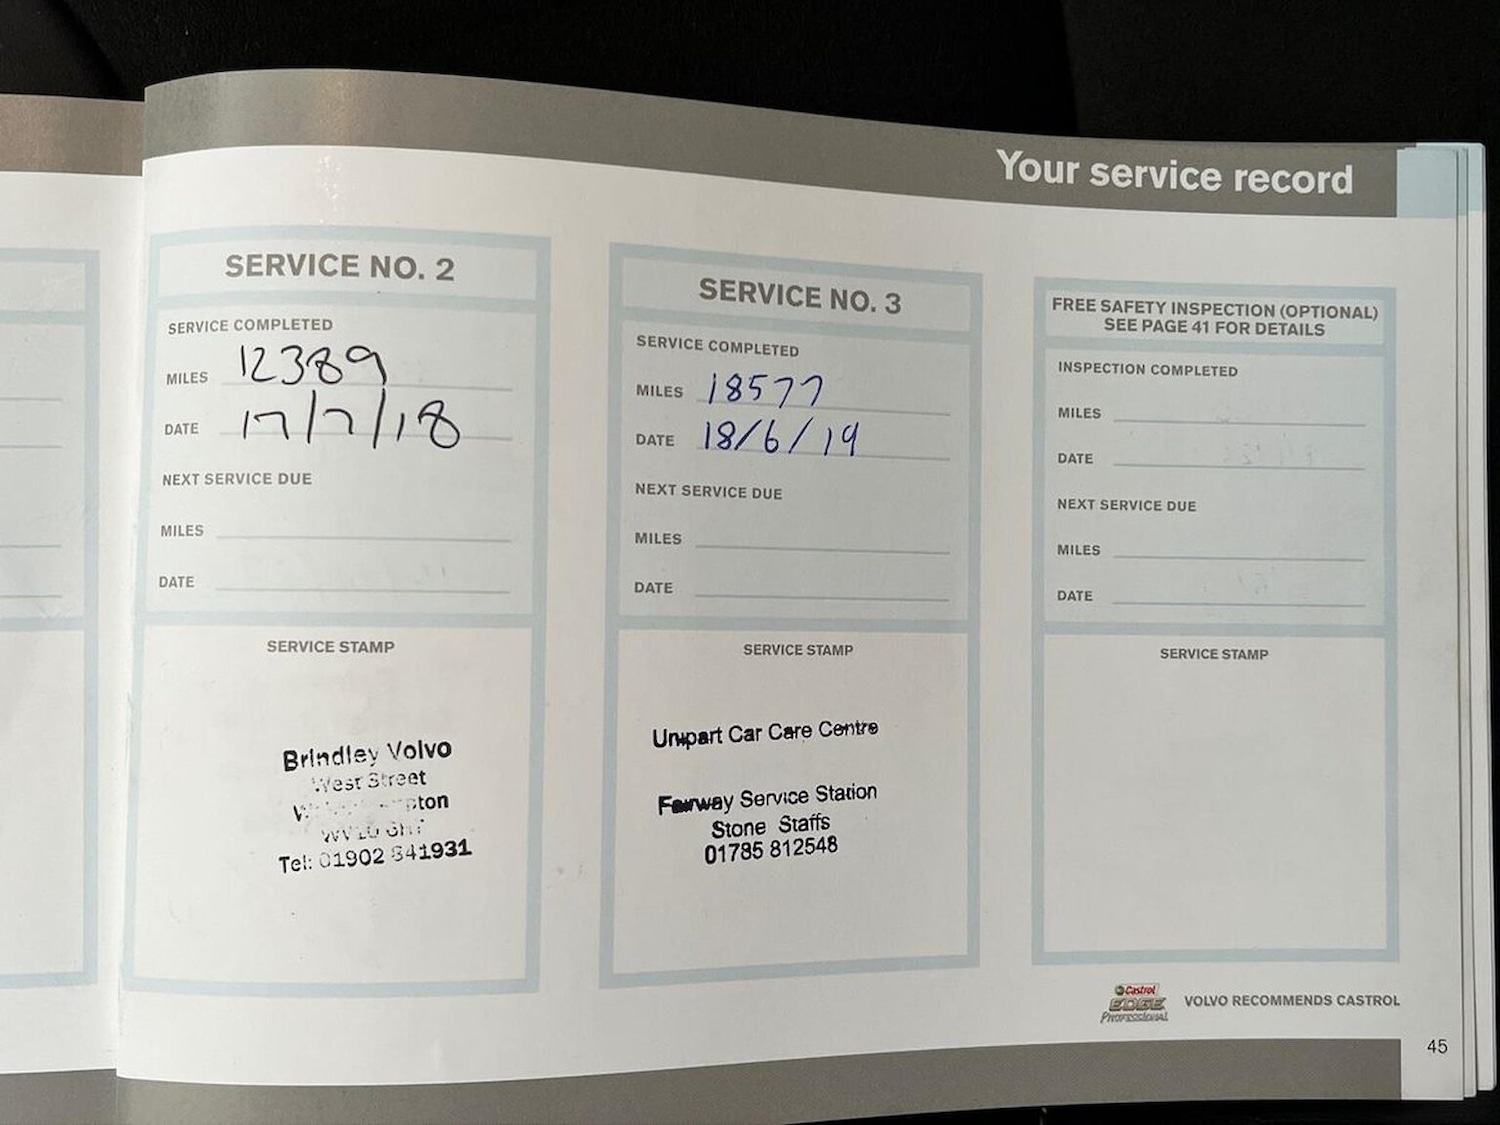 Your service record
SERVICE NO. 2
SERVICE COMPLETED
MILES 12389
DATE 17/7/18
NEXT SERVICE DUE
MILES
DATE
SERVICE STAMP
Brindley Volvo
West Street
Tel: 01902 841931
SERVICE NO. 3
SERVICE COMPLETED
MILES 18577
DATE 18/6/19
NEXT SERVICE DUE
MILES
DATE
SERVICE STAMP
Unipart Car Care Centre
Fairway Service Station
Stone Staffs
01785 812548
FREE SAFETY INSPECTION (OPTIONAL)
SEE PAGE 41 FOR DETAILS
INSPECTION COMPLETED
MILES
DATE
NEXT SERVICE DUE
MILES
DATE
SERVICE STAMP
Castrol
EDGE
Professional
VOLVO RECOMMENDS CASTROL
45